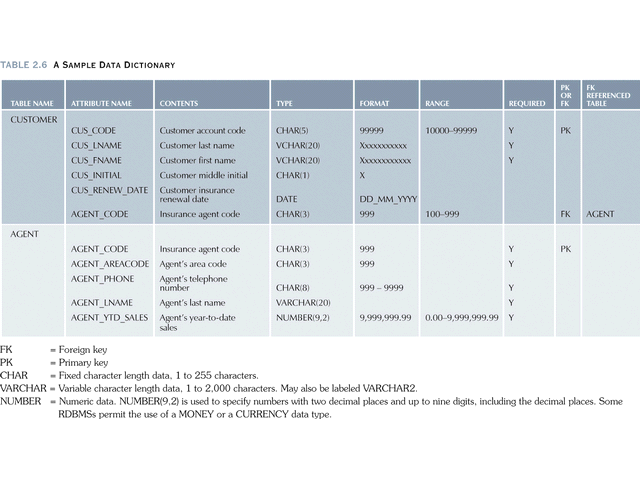 TABLE 2.6 A SAMPLE DATA DICTIONARY
TABLE NAME ATTRIBUTE NAME CONTENTS TYPE FORMAT RANGE REQUIRED PK OR FK FK REFERENCED TABLE
CUSTOMER
CUS_CODE Customer account code CHAR(5) 99999 10000–99999 Y PK
CUS_LNAME Customer last name VCHAR(20) Xxxxxxxxxxx Y
CUS_FNAME Customer first name VCHAR(20) Xxxxxxxxxxxx Y
CUS_INITIAL Customer middle initial CHAR(1) X
CUS_RENEW_DATE Customer insurance
renewal date DATE DD_MM_YYYY
AGENT_CODE Insurance agent code CHAR(3) 999 100–999 FK AGENT
AGENT
AGENT_CODE Insurance agent code CHAR(3) 999 Y PK
AGENT_AREACODE Agent's area code CHAR(3) 999 Y
AGENT_PHONE Agent's telephone
number CHAR(8) 999 – 9999 Y
AGENT_LNAME Agent's last name VARCHAR(20) Y
AGENT_YTD_SALES Agent's year-to-date NUMBER(9,2) 9,999,999.99 0.00–9,999,999.99 Y
sales
FK = Foreign key
PK = Primary key
CHAR = Fixed character length data, 1 to 255 characters.
VARCHAR = Variable character length data, 1 to 2,000 characters. May also be labeled VARCHAR2.
NUMBER = Numeric data. NUMBER(9,2) is used to specify numbers with two decimal places and up to nine digits, including the decimal places. Some
RDBMSs permit the use of a MONEY or a CURRENCY data type.